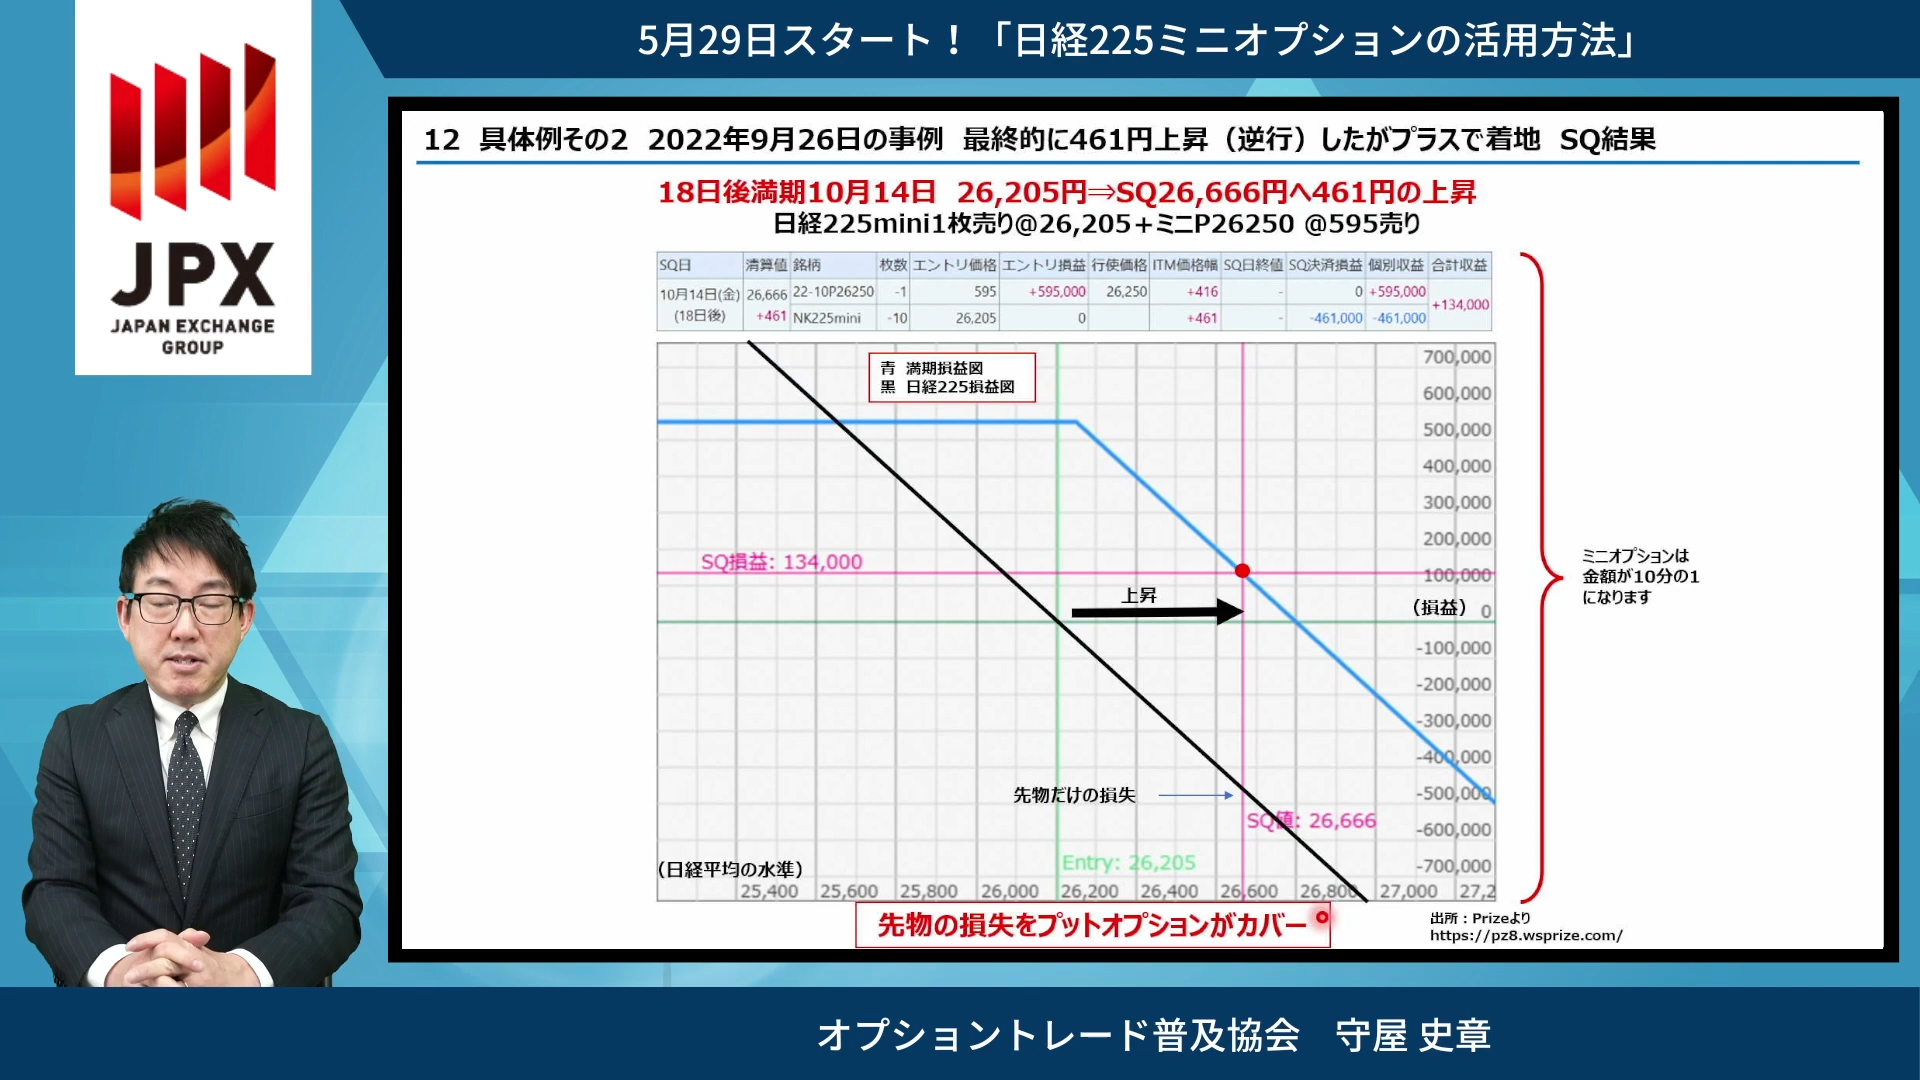 5月29日スタート！「日経225ミニオプションの活用方法」
JPX
JAPAN EXCHANGE
GROUP
12 具体例その2 2022年9月26日の事例 最終的に461円上昇（逆行）したがプラスで着地 SQ結果
18日後満期10月14日 26,205円⇒SQ26,666円へ461円の上昇
日経225mini1枚売り@26,205＋ミニP26250 @595売り
SQ日 清算値 銘柄 枚数 エントリ価格 エントリ損益 行使価格 ITM価格幅 SQ日終値 SQ決済損益 個別収益 合計収益
10月14日(金) 26,666 22-10P26250 -1 595 +595,000 26,250 +416 - 0 +595,000 +134,000
(18日後) +461 NK225mini -10 26,205 0 +461 - -461,000 -461,000
青 満期損益図
黒 日経225損益図
700,000
600,000
500,000
400,000
300,000
200,000
100,000
（損益） 0
-100,000
-200,000
-300,000
-400,000
-500,000
-600,000
-700,000
SQ損益: 134,000
上昇
先物だけの損失
SQ値: 26,666
Entry: 26,205
（日経平均の水準）
25,400 25,600 25,800 26,000 26,200 26,400 26,600 26,800 27,000 27,2
ミニオプションは
金額が10分の1
になります
先物の損失をプットオプションがカバー
出所：Prizeより
https://pz8.wsprize.com/
オプショントレード普及協会 守屋 史章